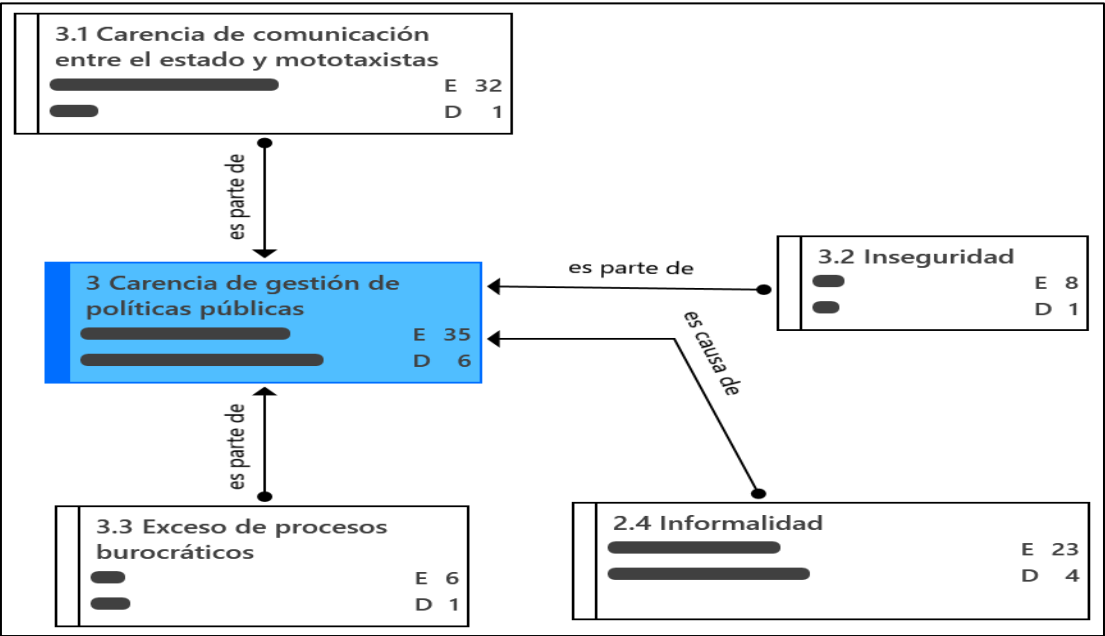 3.1 Carencia de comunicación
entre el estado y mototaxistas
E 32
D 1
es parte de
3 Carencia de gestión de
políticas públicas
E 35
D 6
es parte de
3.2 Inseguridad
E 8
D 1
es causa de
es parte de
3.3 Exceso de procesos
burocráticos
E 6
D 1
2.4 Informalidad
E 23
D 4